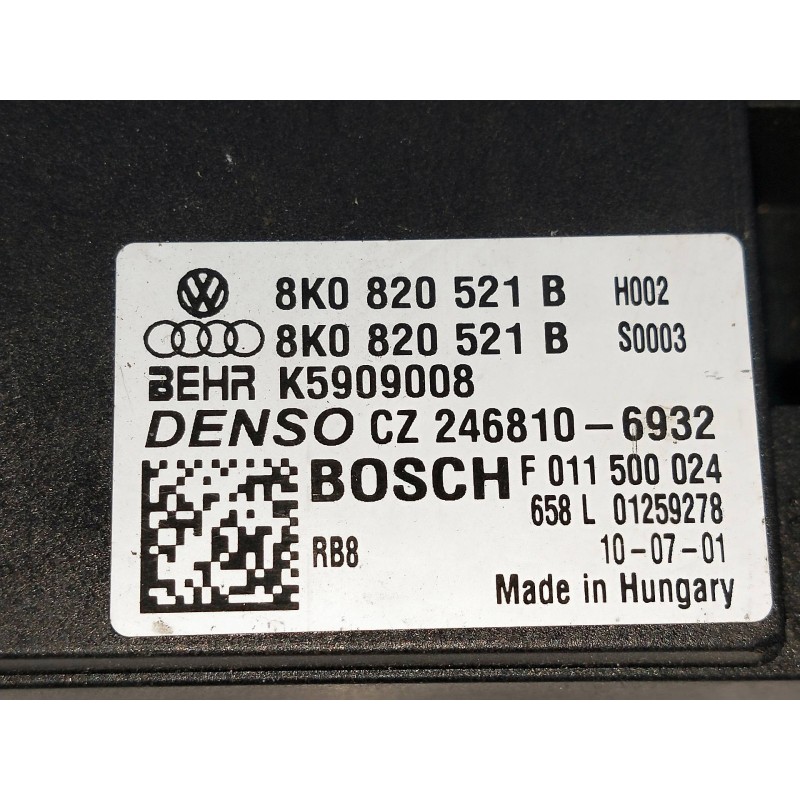 8K0 820 521 B H002
8K0 820 521 B S0003
BEHR K5909008
DENSO CZ 246810-6932
BOSCH F 011 500 024
658 L 01259278
RB8 10-07-01
Made in Hungary